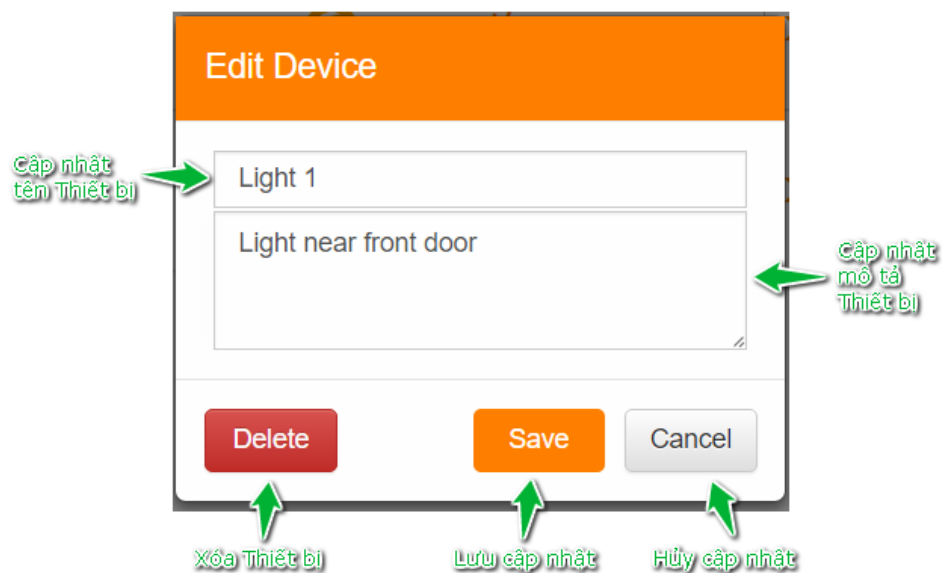 Edit Device
Cập nhật
tên Thiết bị
Light 1
Light near front door
Cập nhật
mô tả
Thiết bị
Delete
Save
Cancel
Xóa Thiết bị
Lưu cập nhật
Hủy cập nhật